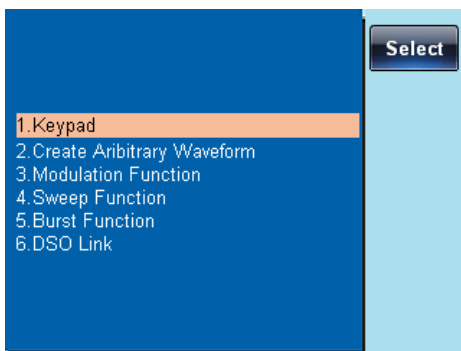 Select
1.Keypad
2.Create Aribitrary Waveform
3.Modulation Function
4.Sweep Function
5.Burst Function
6.DSO Link